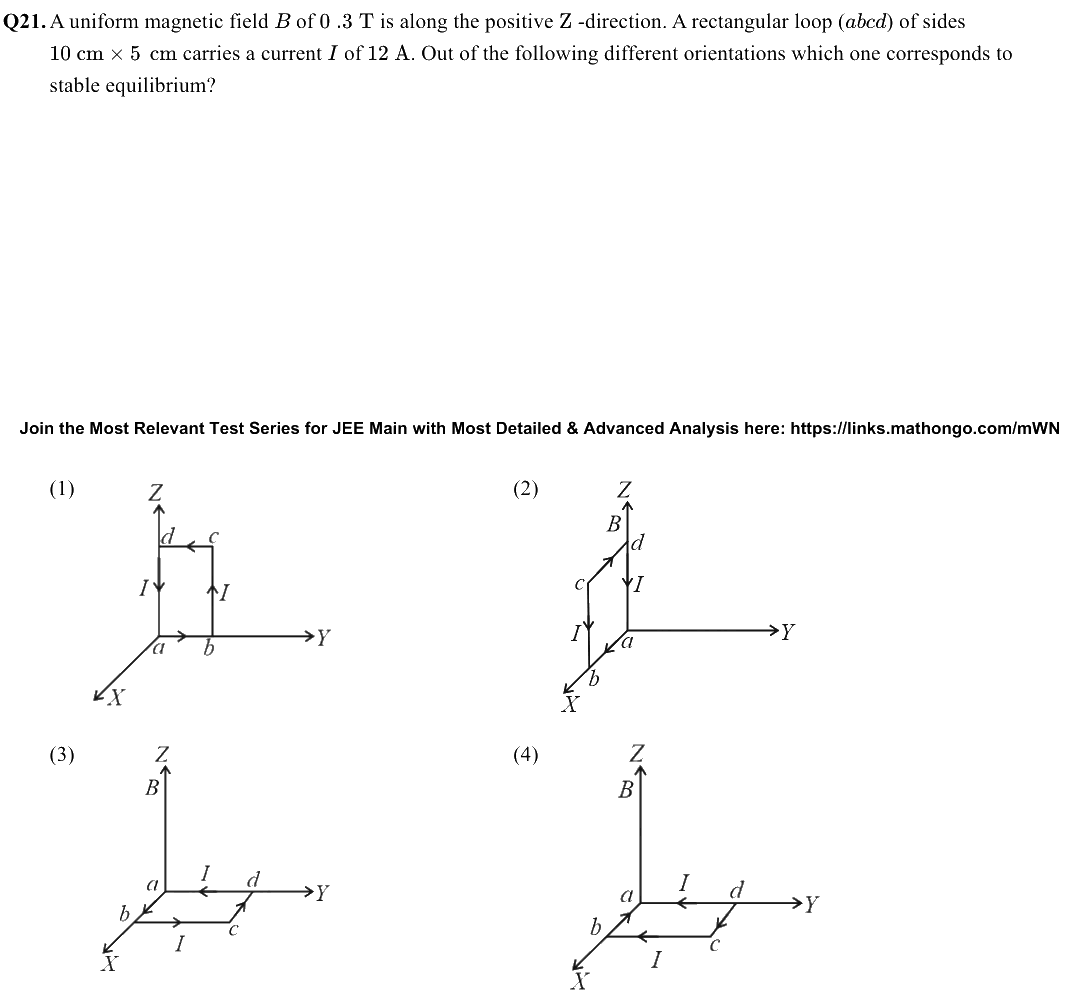 Q21. A uniform magnetic field B of 0 .3 T is along the positive Z -direction. A rectangular loop (abcd) of sides
10 cm × 5 cm carries a current I of 12 A. Out of the following different orientations which one corresponds to
stable equilibrium?
Join the Most Relevant Test Series for JEE Main with Most Detailed & Advanced Analysis here: https://links.mathongo.com/mWN
(1)
Z
d
c
I
I
a
b
Y
X
(2)
Z
B
d
c
I
I
a
b
Y
X
(3)
Z
B
a
I
d
Y
b
c
I
X
(4)
Z
B
a
I
d
Y
b
c
I
X